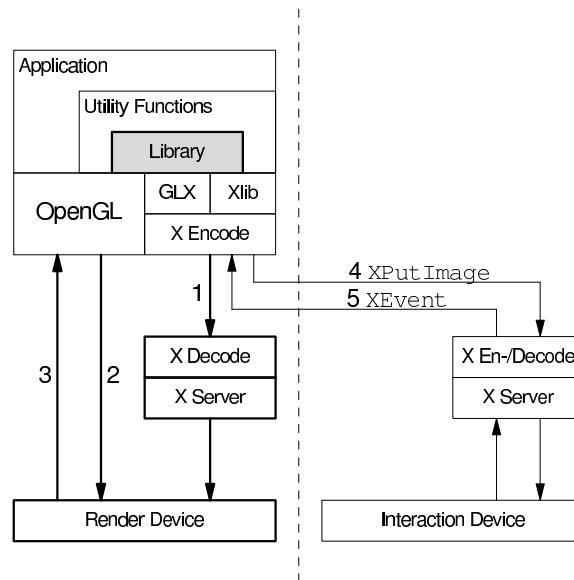 Application
Utility Functions
Library
OpenGL
GLX
Xlib
X Encode
4 XPutImage
5 XEvent
1
X Decode
X Server
X En-/Decode
X Server
3
2
Render Device
Interaction Device